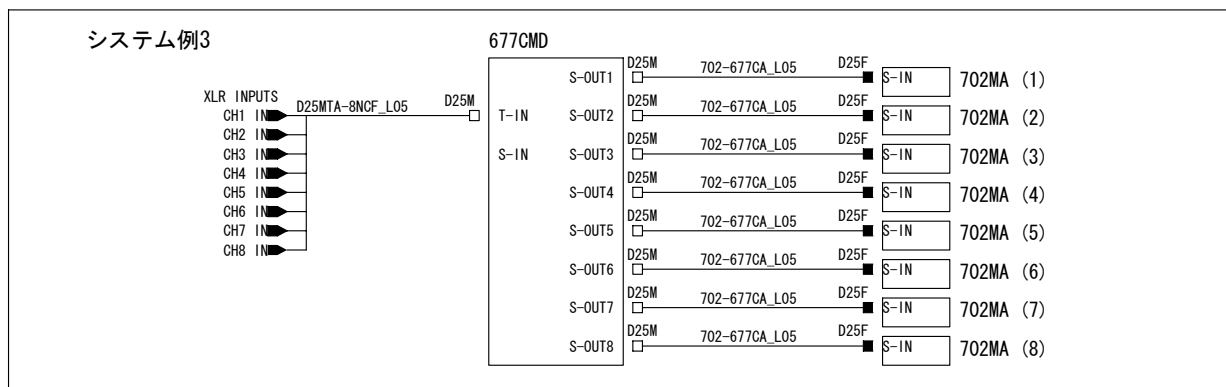 システム例3
677CMD
XLR INPUTS
D25MTA-8NCF_L05
D25M
CH1 IN
CH2 IN
CH3 IN
CH4 IN
CH5 IN
CH6 IN
CH7 IN
CH8 IN
T-IN
S-IN
S-OUT1 D25M 702-677CA_L05 D25F S-IN 702MA (1)
S-OUT2 D25M 702-677CA_L05 D25F S-IN 702MA (2)
S-OUT3 D25M 702-677CA_L05 D25F S-IN 702MA (3)
S-OUT4 D25M 702-677CA_L05 D25F S-IN 702MA (4)
S-OUT5 D25M 702-677CA_L05 D25F S-IN 702MA (5)
S-OUT6 D25M 702-677CA_L05 D25F S-IN 702MA (6)
S-OUT7 D25M 702-677CA_L05 D25F S-IN 702MA (7)
S-OUT8 D25M 702-677CA_L05 D25F S-IN 702MA (8)